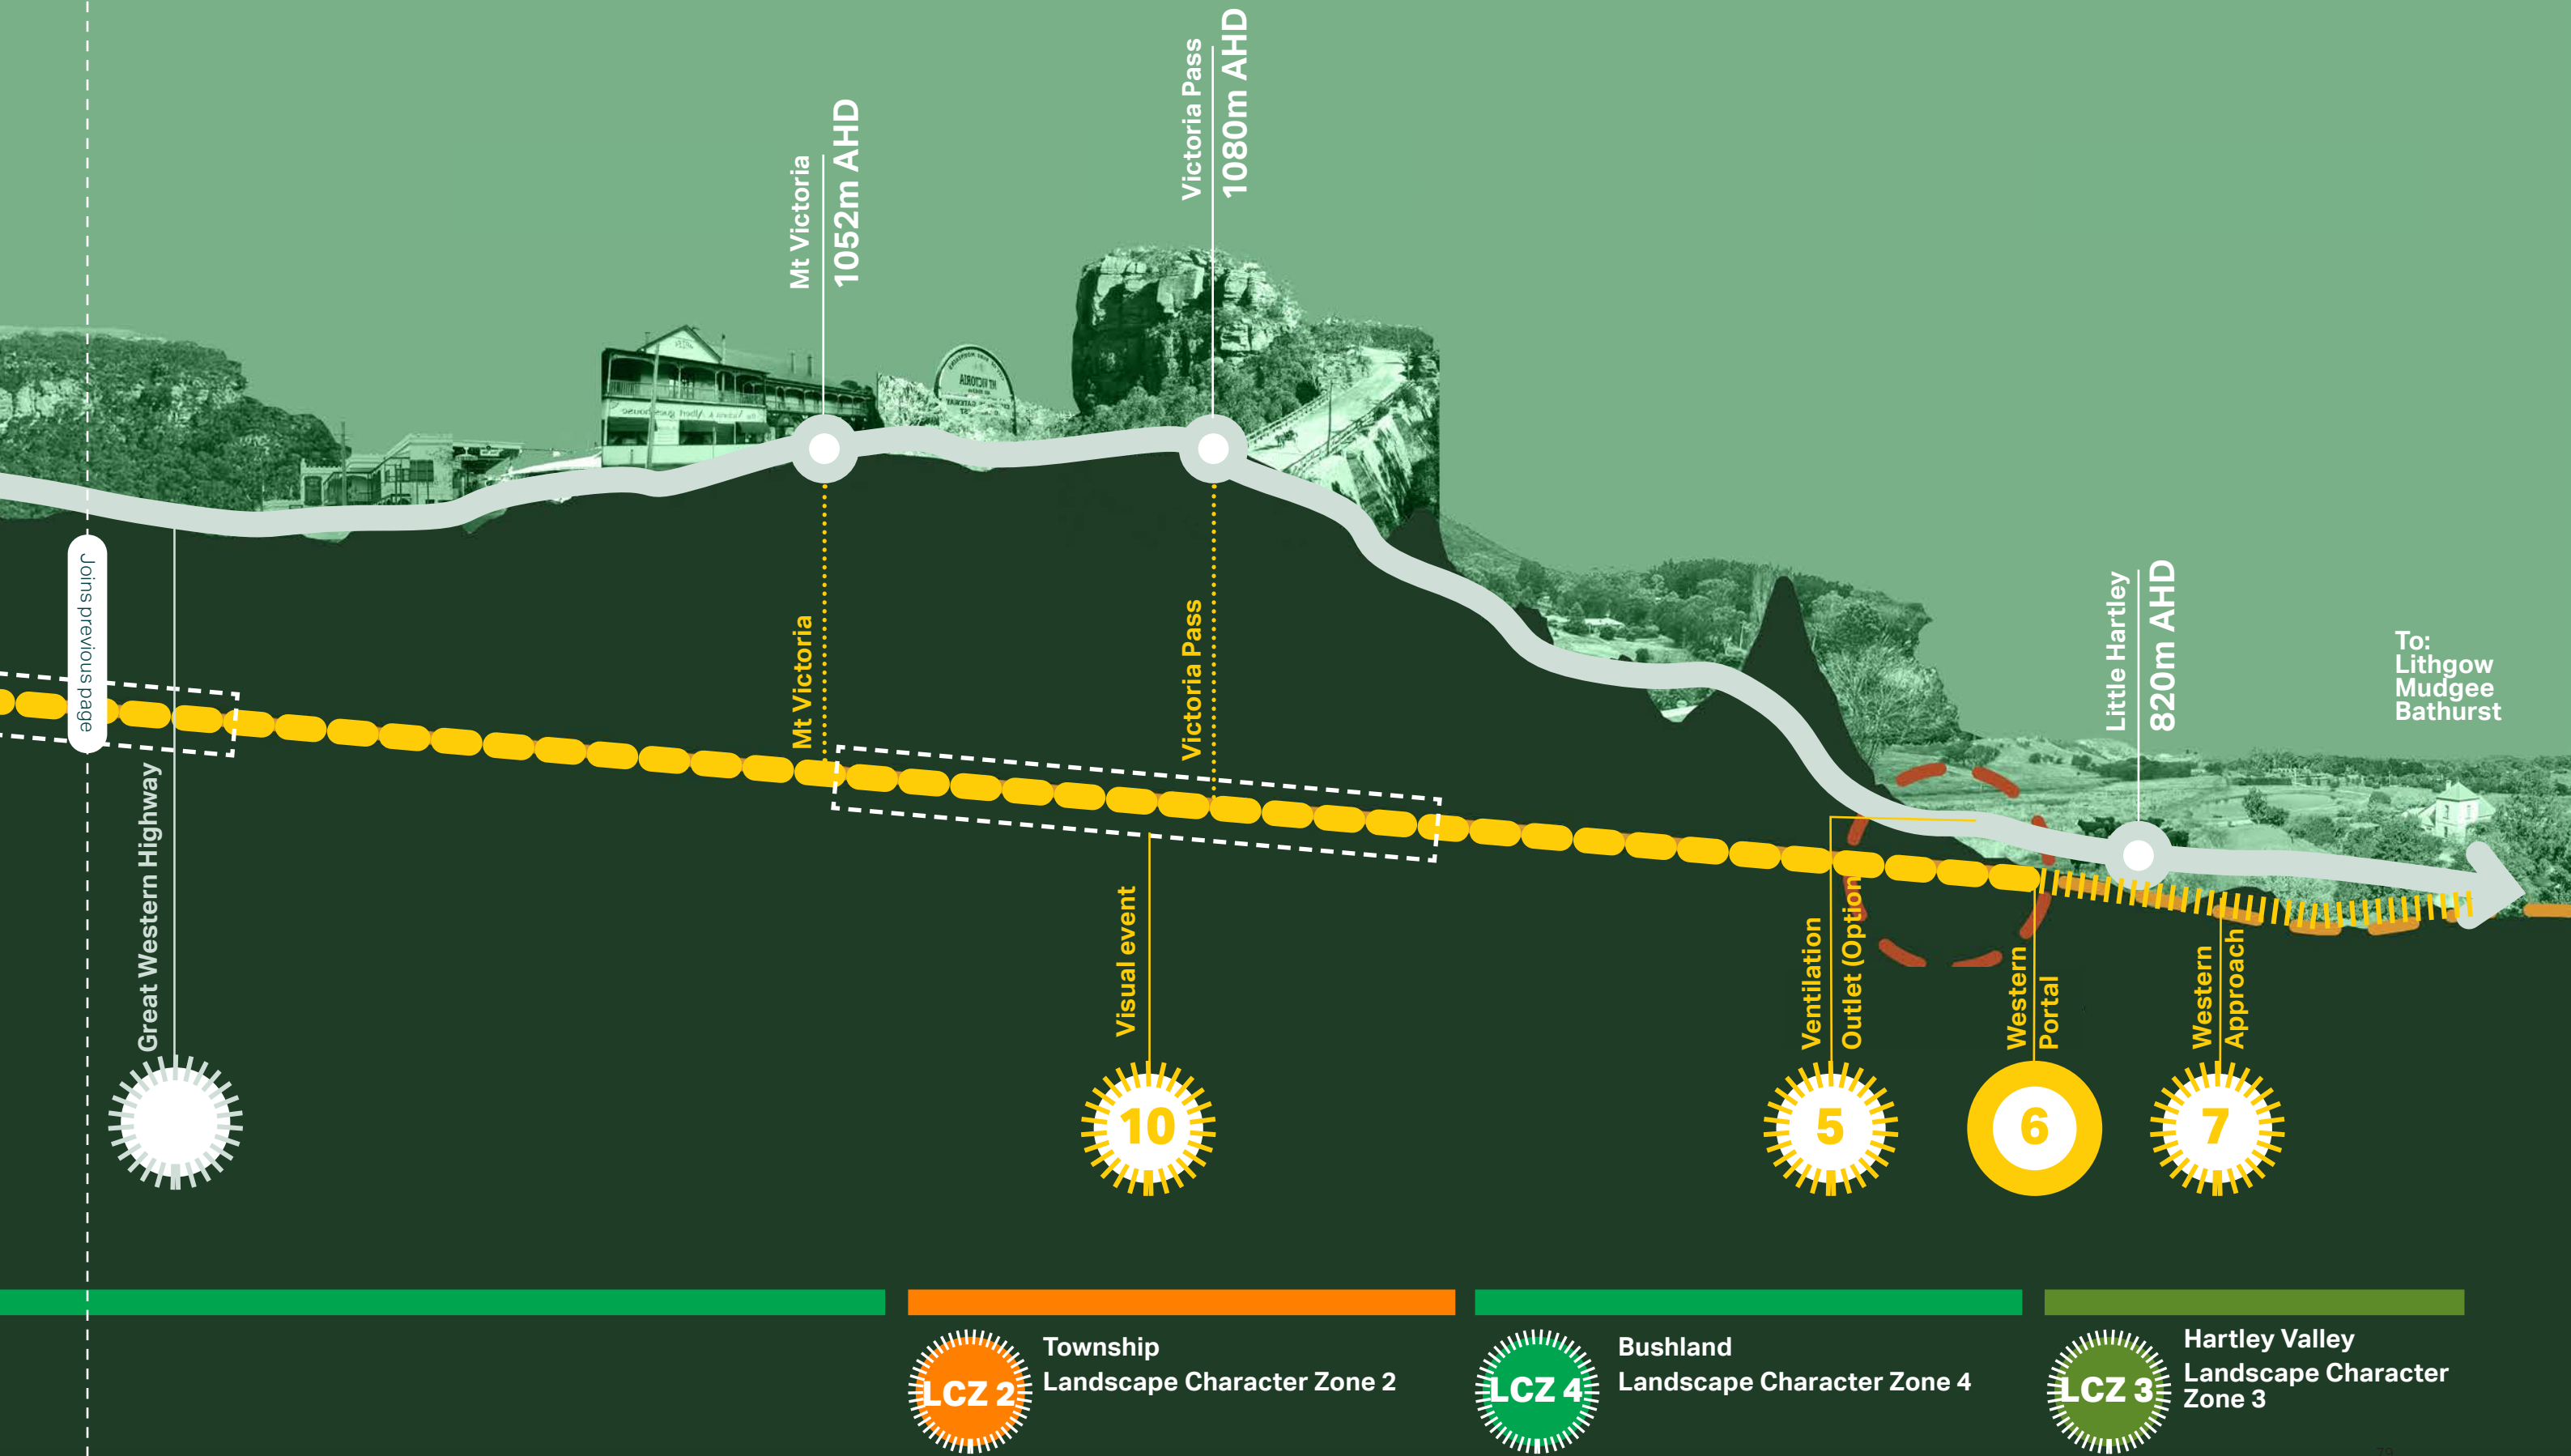 Mt Victoria
1052m AHD
Victoria Pass
1080m AHD
Joins previous page
Mt Victoria
Victoria Pass
Little Hartley
820m AHD
To:
Lithgow
Mudgee
Bathurst
Great Western Highway
Visual event
Ventilation
Outlet (Option
Western
Portal
Western
Approach
10
5
6
7
LCZ 2
Township
Landscape Character Zone 2
LCZ 4
Bushland
Landscape Character Zone 4
LCZ 3
Hartley Valley
Landscape Character
Zone 3
79